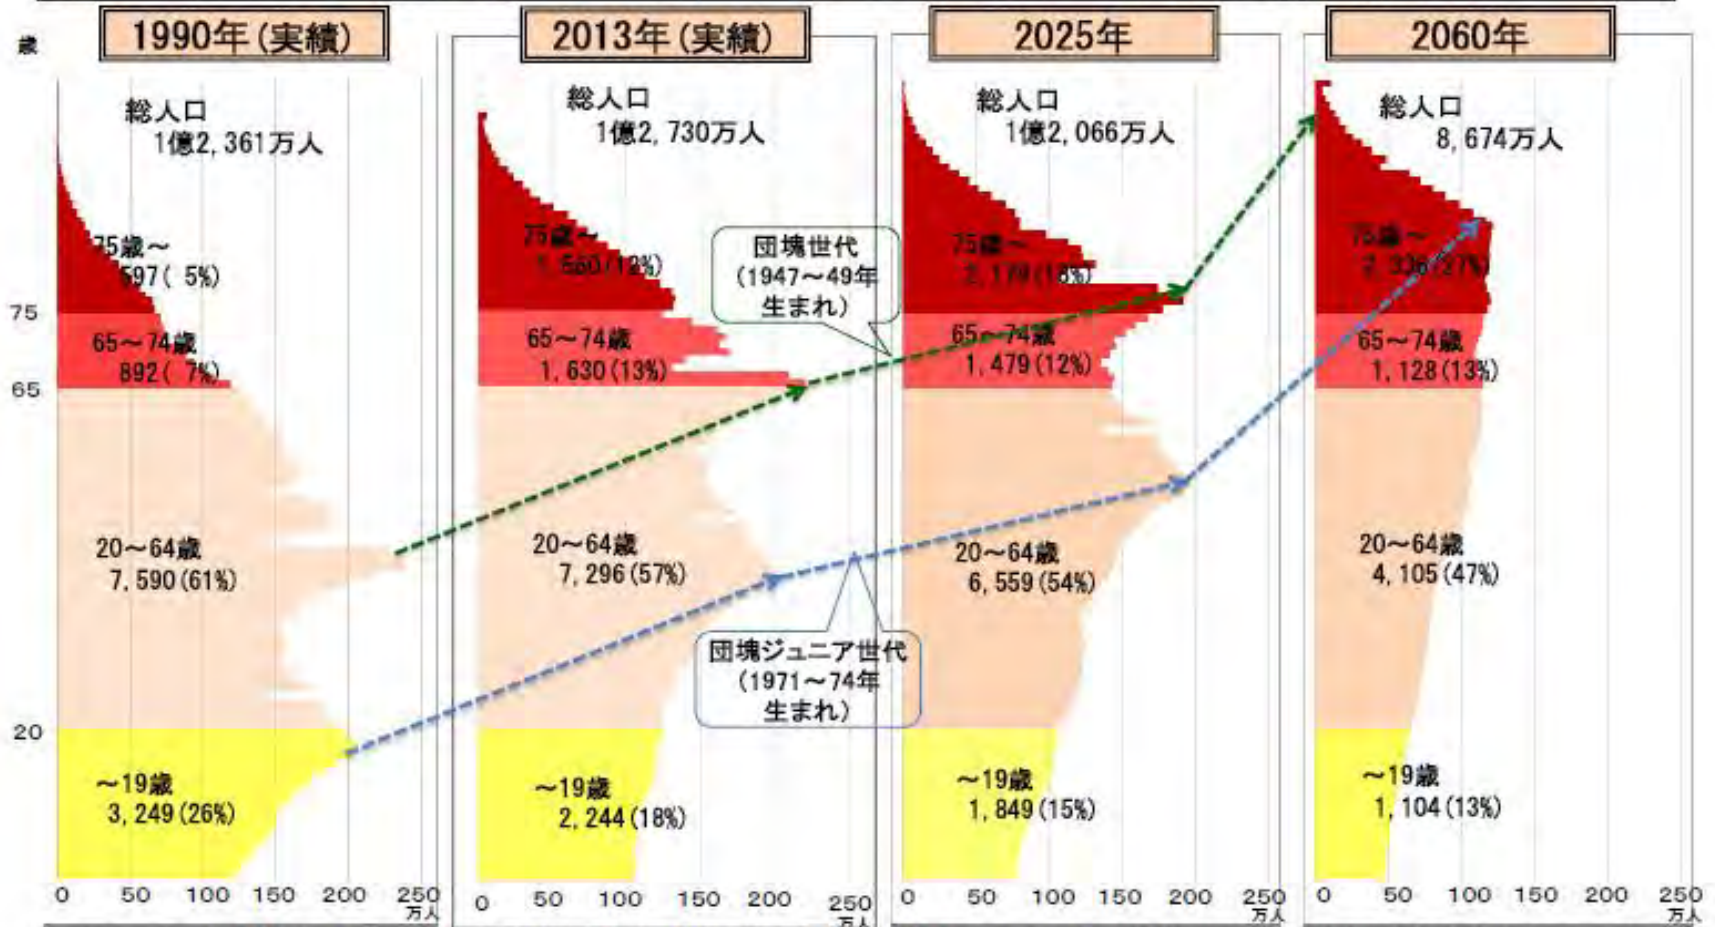 1990年(実績)
2013年(実績)
2025年
2060年
歳
総人口
1億2,361万人
75歳～
597( 5%)
65～74歳
892( 7%)
20～64歳
7,590(61%)
～19歳
3,249(26%)
75
65
20
0 50 100 150 200 250
万人
総人口
1億2,730万人
75歳～
1,560(12%)
65～74歳
1,630(13%)
20～64歳
7,296(57%)
～19歳
2,244(18%)
0 50 100 150 200 250
万人
団塊世代
(1947～49年
生まれ)
団塊ジュニア世代
(1971～74年
生まれ)
総人口
1億2,066万人
75歳～
2,179(18%)
65～74歳
1,479(12%)
20～64歳
6,559(54%)
～19歳
1,849(15%)
0 50 100 150 200 250
万人
総人口
8,674万人
75歳～
2,336(27%)
65～74歳
1,128(13%)
20～64歳
4,105(47%)
～19歳
1,104(13%)
0 50 100 150 200 250
万人